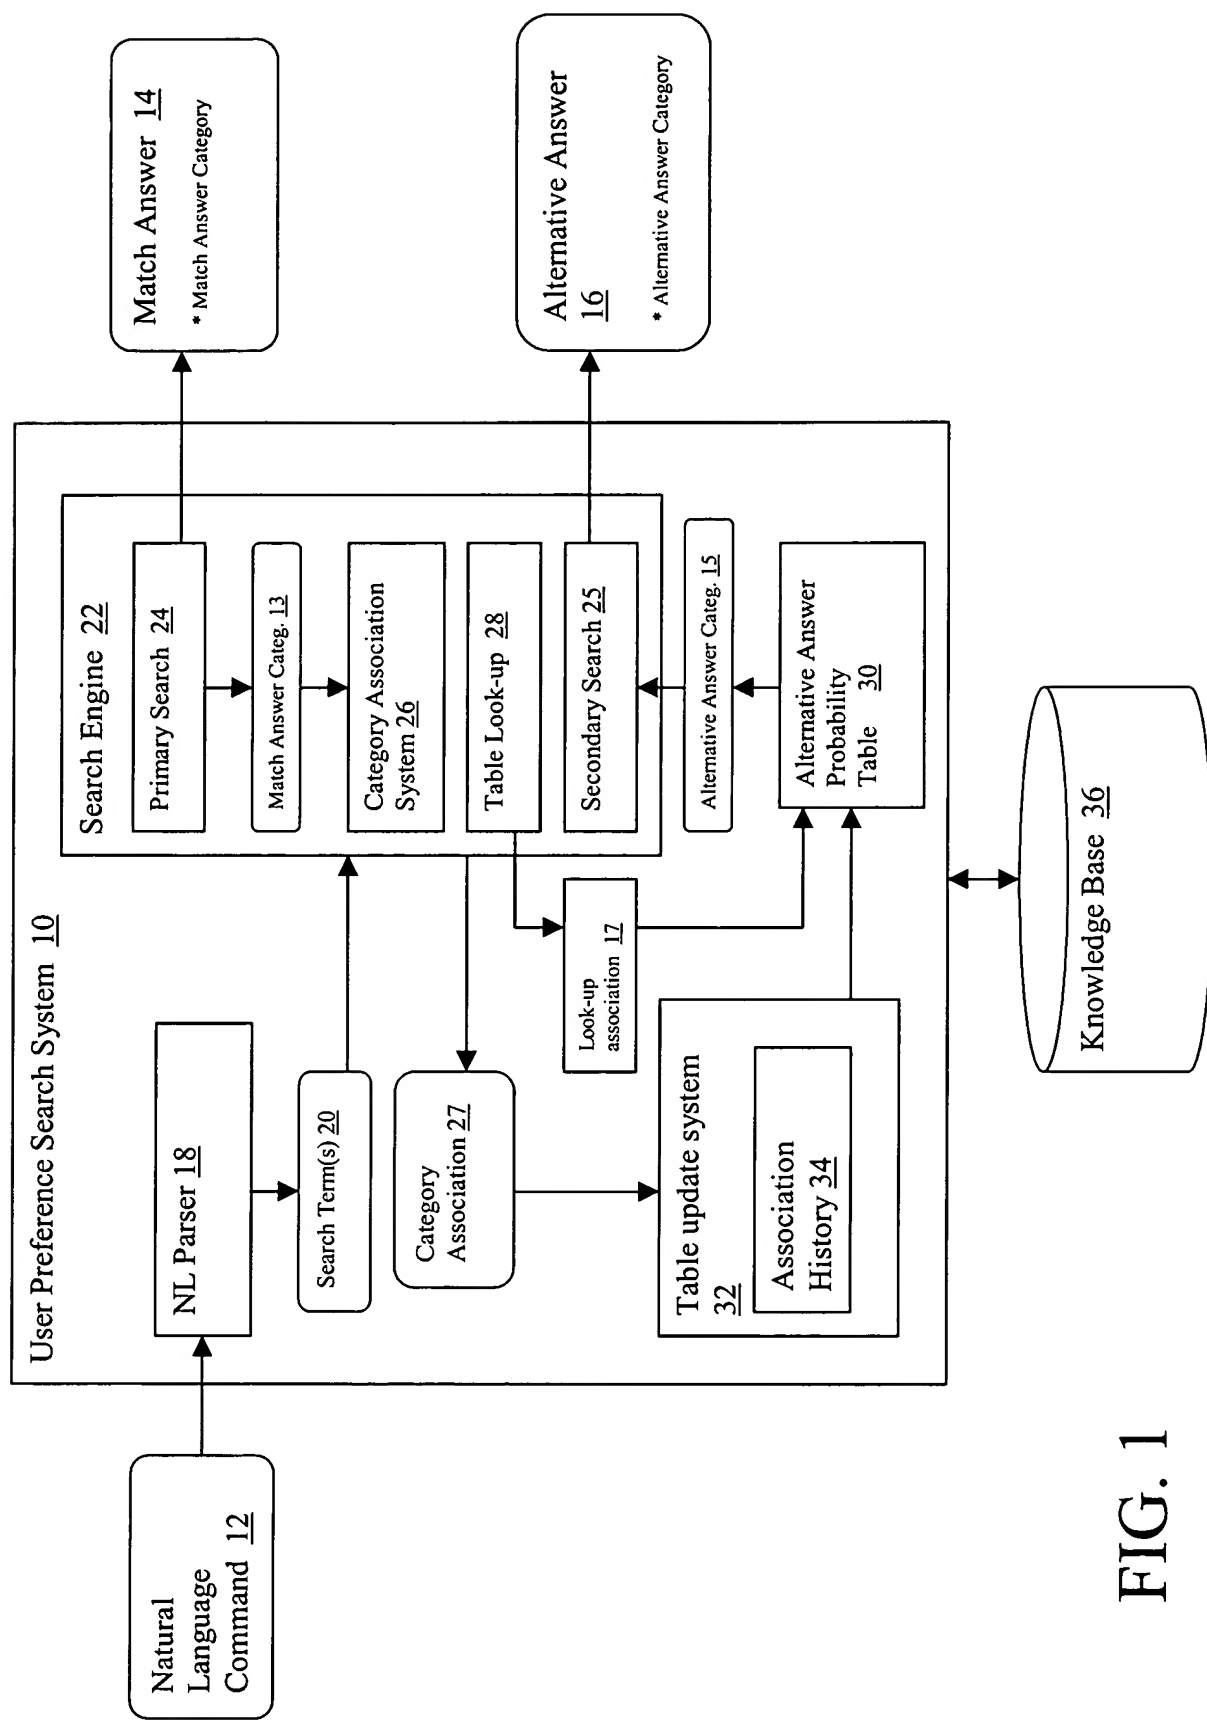 User Preference Search System 10
Natural
Language
Command 12
NL Parser 18
Search Term(s) 20
Category
Association 27
Table update system
32
Association
History 34
Search Engine 22
Primary Search 24
Match Answer Categ. 13
Category Association
System 26
Table Look-up 28
Secondary Search 25
Look-up
association 17
Alternative Answer Categ. 15
Alternative Answer
Probability
Table 30
Match Answer 14
* Match Answer Category
Alternative Answer
16
* Alternative Answer Category
Knowledge Base 36
FIG. 1